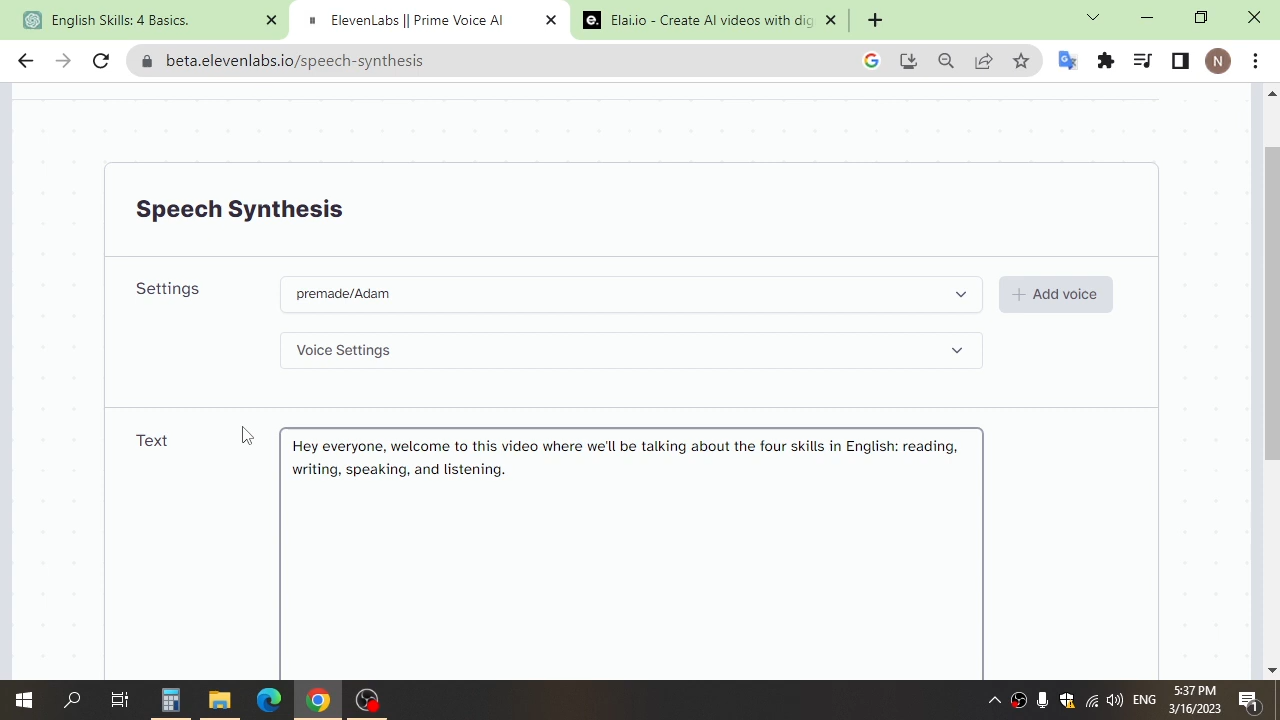 English Skills: 4 Basics.
ElevenLabs || Prime Voice AI
Elai.io - Create AI videos with dig
beta.elevenlabs.io/speech-synthesis
N
Speech Synthesis
Settings
premade/Adam
Add voice
Voice Settings
Text
Hey everyone, welcome to this video where we'll be talking about the four skills in English: reading,
writing, speaking, and listening.
ENG
5:37 PM
3/16/2023
1